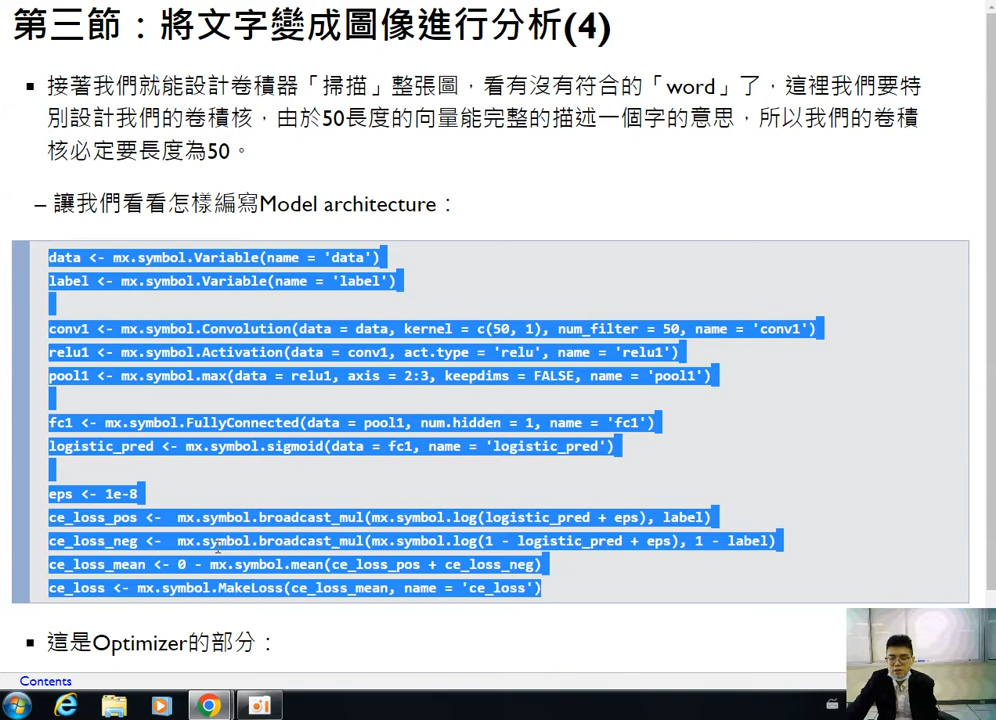 第三節：將文字變成圖像進行分析(4)
接著我們就能設計卷積器「掃描」整張圖，看有沒有符合的「word」了，這裡我們要特
別設計我們的卷積核，由於50長度的向量能完整的描述一個字的意思，所以我們的卷積
核必定要長度為50。
– 讓我們看看怎樣編寫Model architecture：
data <- mx.symbol.Variable(name = 'data')
label <- mx.symbol.Variable(name = 'label')
conv1 <- mx.symbol.Convolution(data = data, kernel = c(50, 1), num_filter = 50, name = 'conv1')
relu1 <- mx.symbol.Activation(data = conv1, act.type = 'relu', name = 'relu1')
pool1 <- mx.symbol.max(data = relu1, axis = 2:3, keepdims = FALSE, name = 'pool1')
fc1 <- mx.symbol.FullyConnected(data = pool1, num.hidden = 1, name = 'fc1')
logistic_pred <- mx.symbol.sigmoid(data = fc1, name = 'logistic_pred')
eps <- 1e-8
ce_loss_pos <-  mx.symbol.broadcast_mul(mx.symbol.log(logistic_pred + eps), label)
ce_loss_neg <-  mx.symbol.broadcast_mul(mx.symbol.log(1 - logistic_pred + eps), 1 - label)
ce_loss_mean <- 0 - mx.symbol.mean(ce_loss_pos + ce_loss_neg)
ce_loss <- mx.symbol.MakeLoss(ce_loss_mean, name = 'ce_loss')
這是Optimizer的部分：
Contents